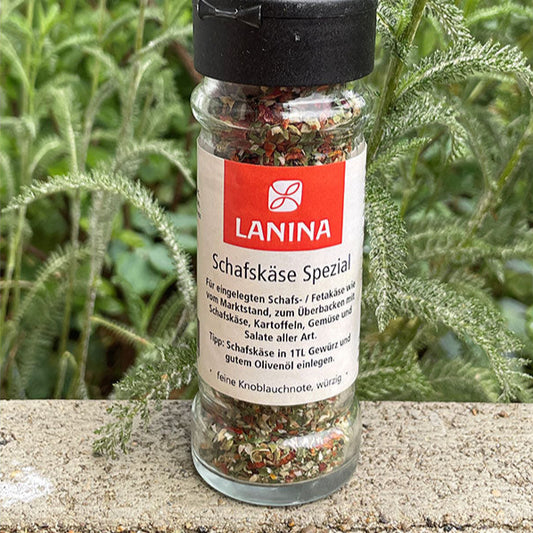 LANINA
Schafskäse Spezial
Für eingelegten Schafs- / Fetakäse wie
vom Marktstand, zum Überbacken mit
Schafskäse, Kartoffeln, Gemüse und
Salate aller Art.
Tipp: Schafskäse in 1TL Gewürz und
gutem Olivenöl einlegen.
· feine Knoblauchnote, würzig ·